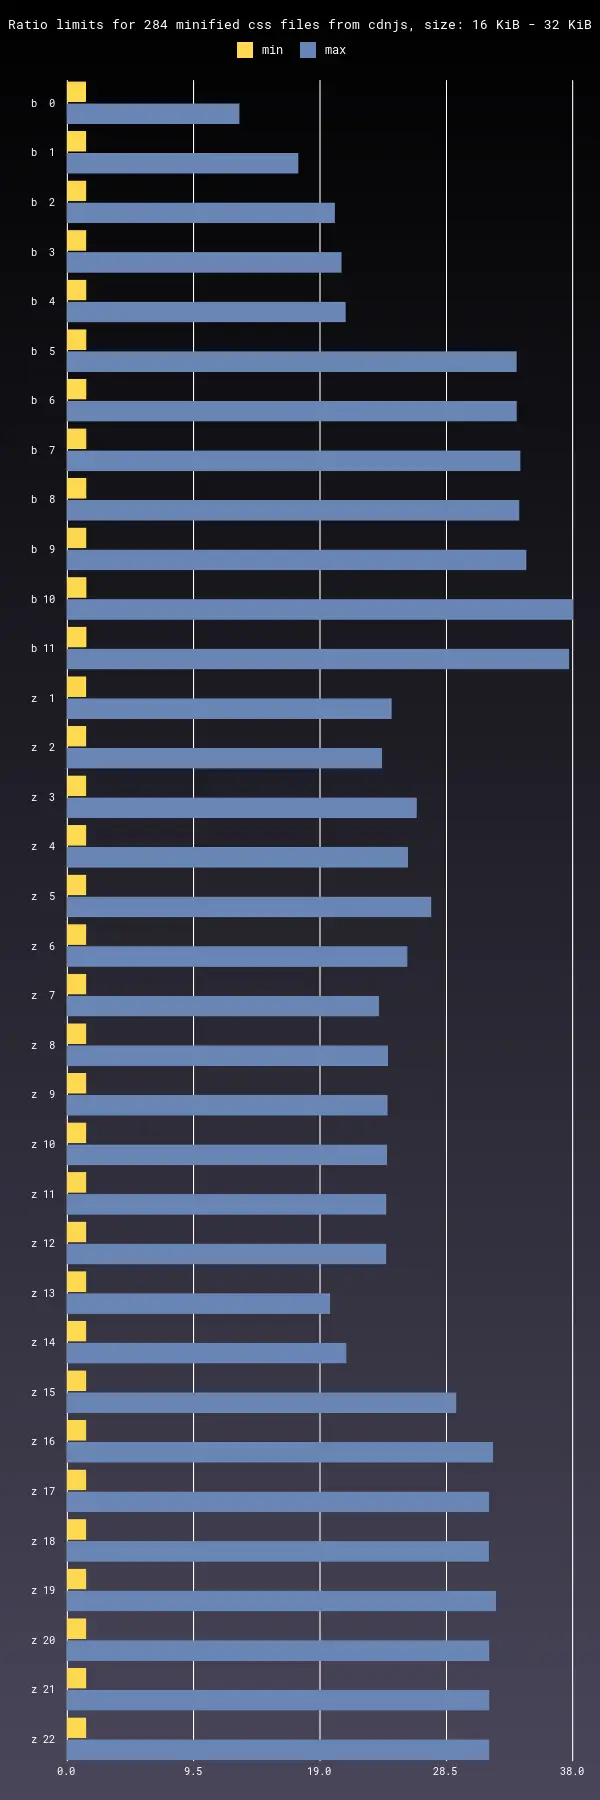 Ratio limits for 284 minified css files from cdnjs, size: 16 KiB - 32 KiB
min max
b 0
b 1
b 2
b 3
b 4
b 5
b 6
b 7
b 8
b 9
b 10
b 11
z 1
z 2
z 3
z 4
z 5
z 6
z 7
z 8
z 9
z 10
z 11
z 12
z 13
z 14
z 15
z 16
z 17
z 18
z 19
z 20
z 21
z 22
0.0 9.5 19.0 28.5 38.0